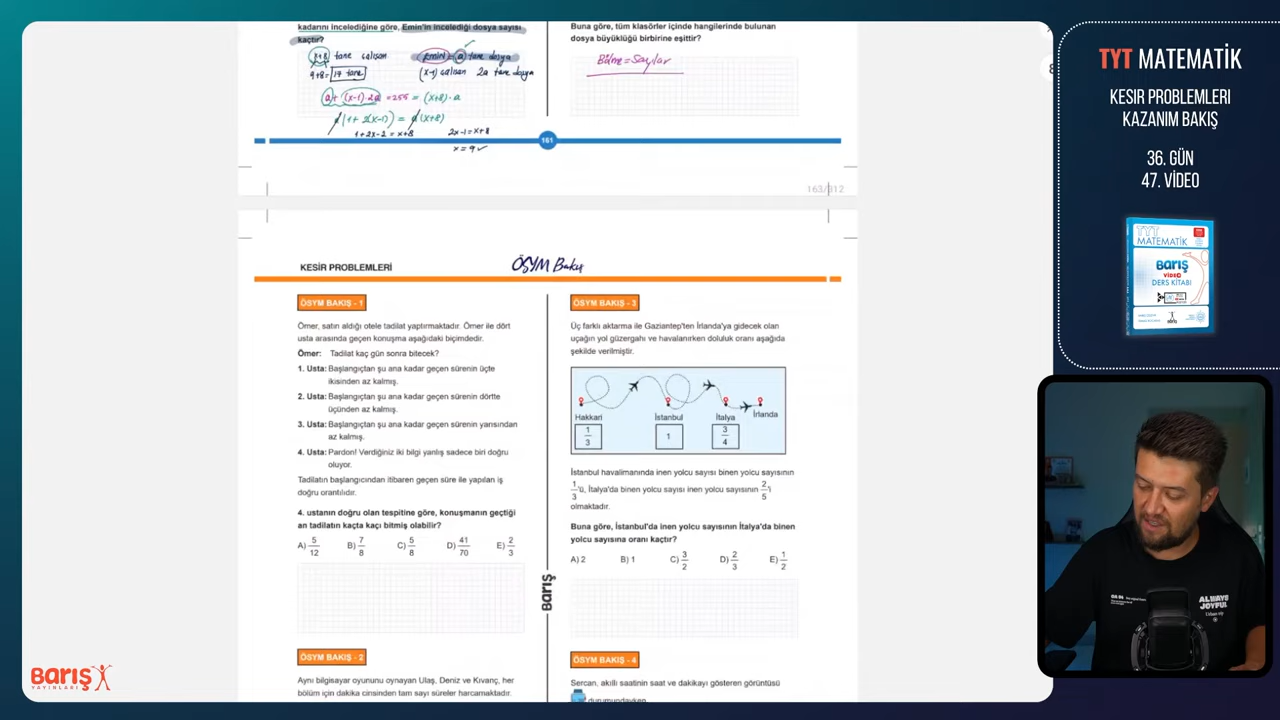 kadarını incelediğine göre, Emin'in incelediği dosya sayısı
kaçtır?
x+8 tane çalışan
9+8= 17 tane
Emin = a tane dosya
(x-1) çalışan 2a tane dosya
a + (x-1)·2a = 255 = (x+8)·a
a(1+2(x-1)) = a(x+8)
1+2x-2 = x+8
2x-1=x+8
x=9
Buna göre, tüm klasörler içinde hangilerinde bulunan
dosya büyüklüğü birbirine eşittir?
161
163/312
KESİR PROBLEMLERİ
ÖSYM Bakış
ÖSYM BAKIŞ - 1
Ömer, satın aldığı otele tadilat yaptırmaktadır. Ömer ile dört
usta arasında geçen konuşma aşağıdaki biçimdedir.
Ömer: Tadilat kaç gün sonra bitecek?
1. Usta: Başlangıçtan şu ana kadar geçen sürenin üçte
ikisinden az kalmış.
2. Usta: Başlangıçtan şu ana kadar geçen sürenin dörtte
üçünden az kalmış.
3. Usta: Başlangıçtan şu ana kadar geçen sürenin yarısından
az kalmış.
4. Usta: Pardon! Verdiğiniz iki bilgi yanlış sadece biri doğru
oluyor.
Tadilatın başlangıcından itibaren geçen süre ile yapılan iş
doğru orantılıdır.
4. ustanın doğru olan tespitine göre, konuşmanın geçtiği
an tadilatın kaçta kaçı bitmiş olabilir?
A) 5/12 B) 7/8 C) 5/8 D) 41/70 E) 2/3
ÖSYM BAKIŞ - 2
Aynı bilgisayar oyununu oynayan Ulaş, Deniz ve Kıvanç, her
bölüm için dakika cinsinden tam sayı süreler harcamaktadır.
BARIŞ
ÖSYM BAKIŞ - 3
Üç farklı aktarma ile Gaziantep'ten İrlanda'ya gidecek olan
uçağın yol güzergahı ve havalanırken doluluk oranı aşağıda
şekilde verilmiştir.
Hakkari İstanbul İtalya İrlanda
1/3 1 3/4
İstanbul havalimanında inen yolcu sayısı binen yolcu sayısının
1/3'ü, İtalya'da binen yolcu sayısı inen yolcu sayısının 2/5'i
olmaktadır.
Buna göre, İstanbul'da inen yolcu sayısının İtalya'da binen
yolcu sayısına oranı kaçtır?
A) 2 B) 1 C) 3/2 D) 2/3 E) 1/2
ÖSYM BAKIŞ - 4
Sercan, akıllı saatinin saat ve dakikayı gösteren görüntüsü
durumundayken
TYT MATEMATİK
KESIR PROBLEMLERI
KAZANIM BAKIŞ
36. GÜN
47. VİDEO
TYT
MATEMATİK
BARIŞ
VİDEO
DERS KİTABI
ALWAYS
JOYFUL
BARIŞ
YAYINLARI